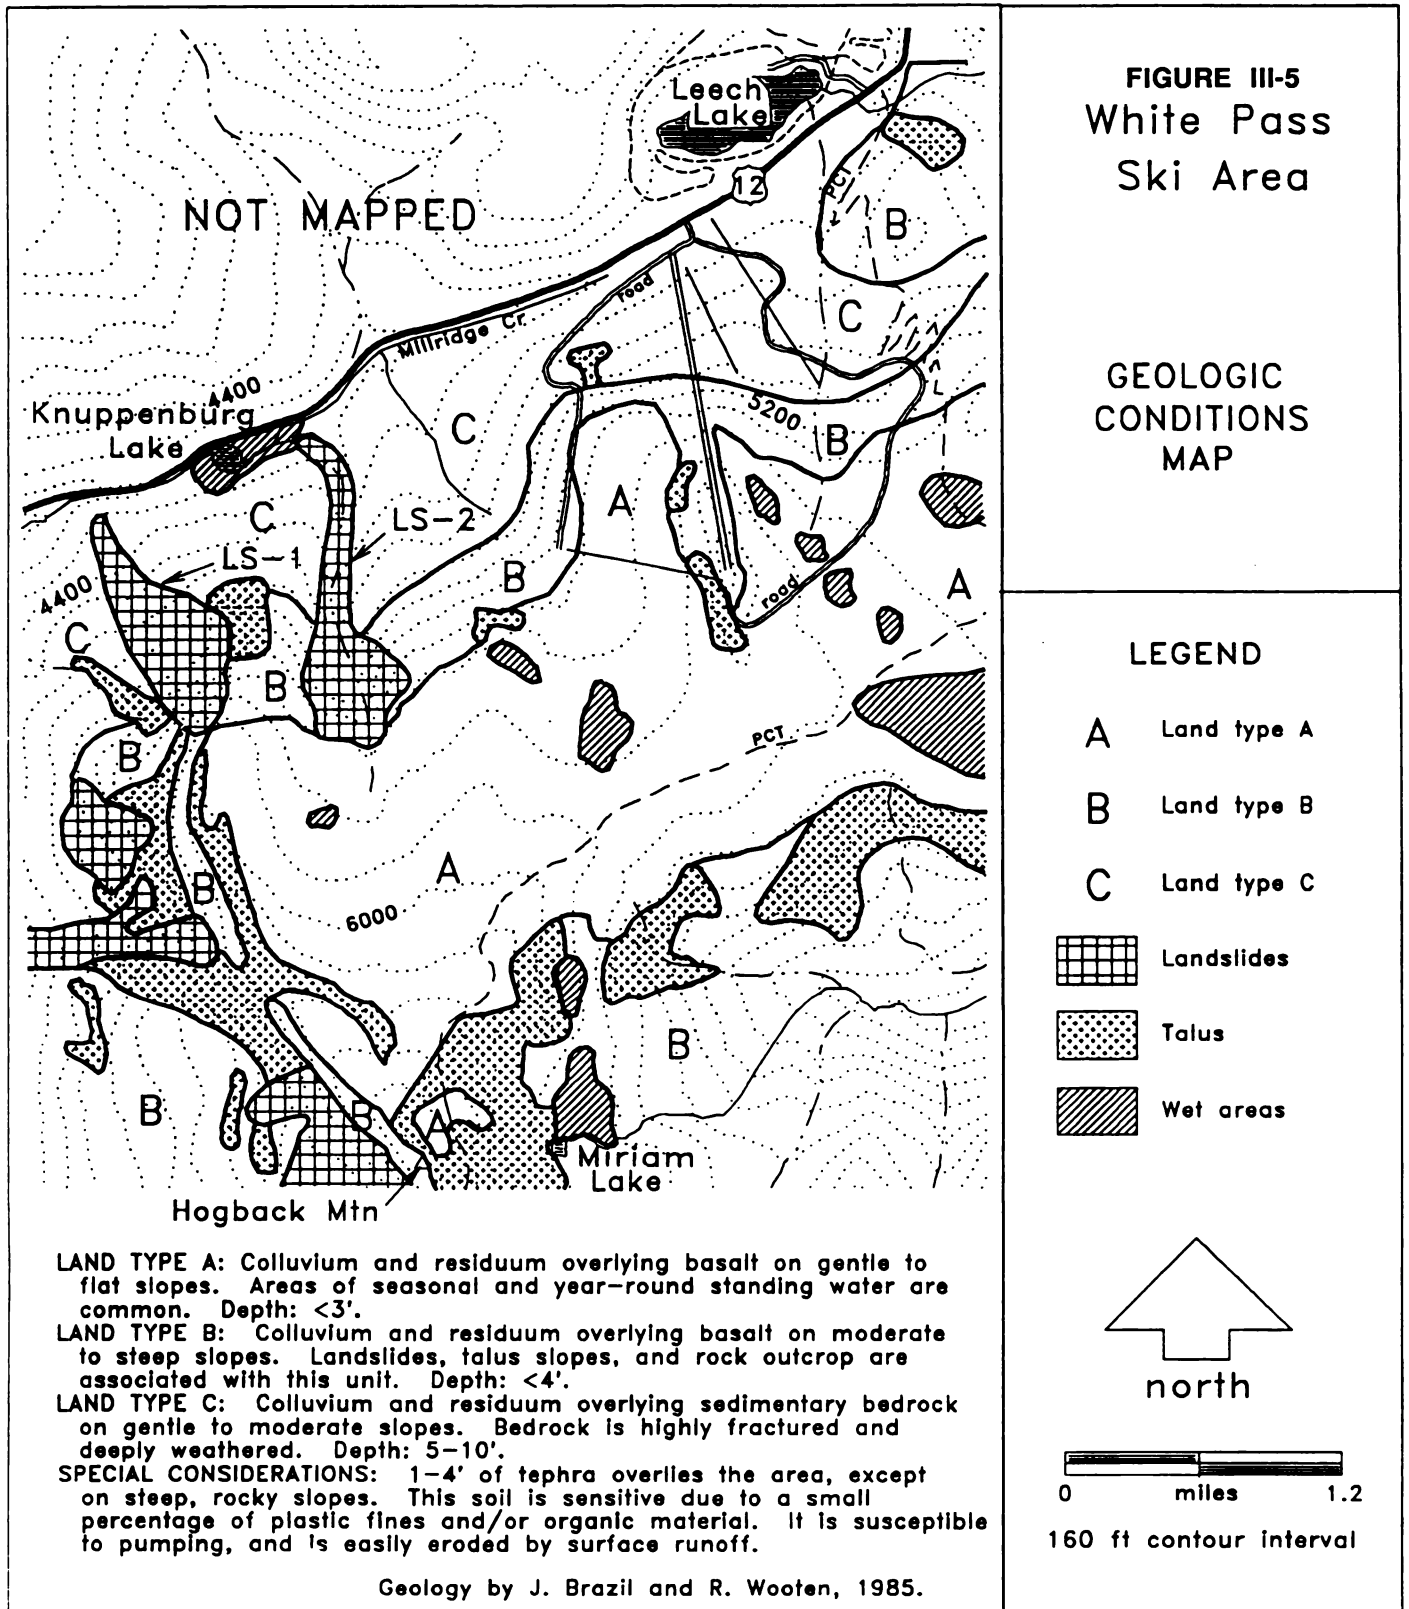 FIGURE III-5
White Pass
Ski Area
GEOLOGIC
CONDITIONS
MAP
Leech
Lake
12
PCT
B
NOT MAPPED
C
road
Millridge Cr
4400
Knuppenburg
Lake
5200
C
B
A
C
LS-2
LS-1
B
A
4400
road
C
B
B
PCT
A
B
6000
B
B
B
A
Miriam
Lake
Hogback Mtn
LEGEND
A Land type A
B Land type B
C Land type C
Landslides
Talus
Wet areas
north
0 miles 1.2
160 ft contour interval
LAND TYPE A: Colluvium and residuum overlying basalt on gentle to
flat slopes. Areas of seasonal and year-round standing water are
common. Depth: <3'.
LAND TYPE B: Colluvium and residuum overlying basalt on moderate
to steep slopes. Landslides, talus slopes, and rock outcrop are
associated with this unit. Depth: <4'.
LAND TYPE C: Colluvium and residuum overlying sedimentary bedrock
on gentle to moderate slopes. Bedrock is highly fractured and
deeply weathered. Depth: 5-10'.
SPECIAL CONSIDERATIONS: 1-4' of tephra overlies the area, except
on steep, rocky slopes. This soil is sensitive due to a small
percentage of plastic fines and/or organic material. It is susceptible
to pumping, and is easily eroded by surface runoff.
Geology by J. Brazil and R. Wooten, 1985.